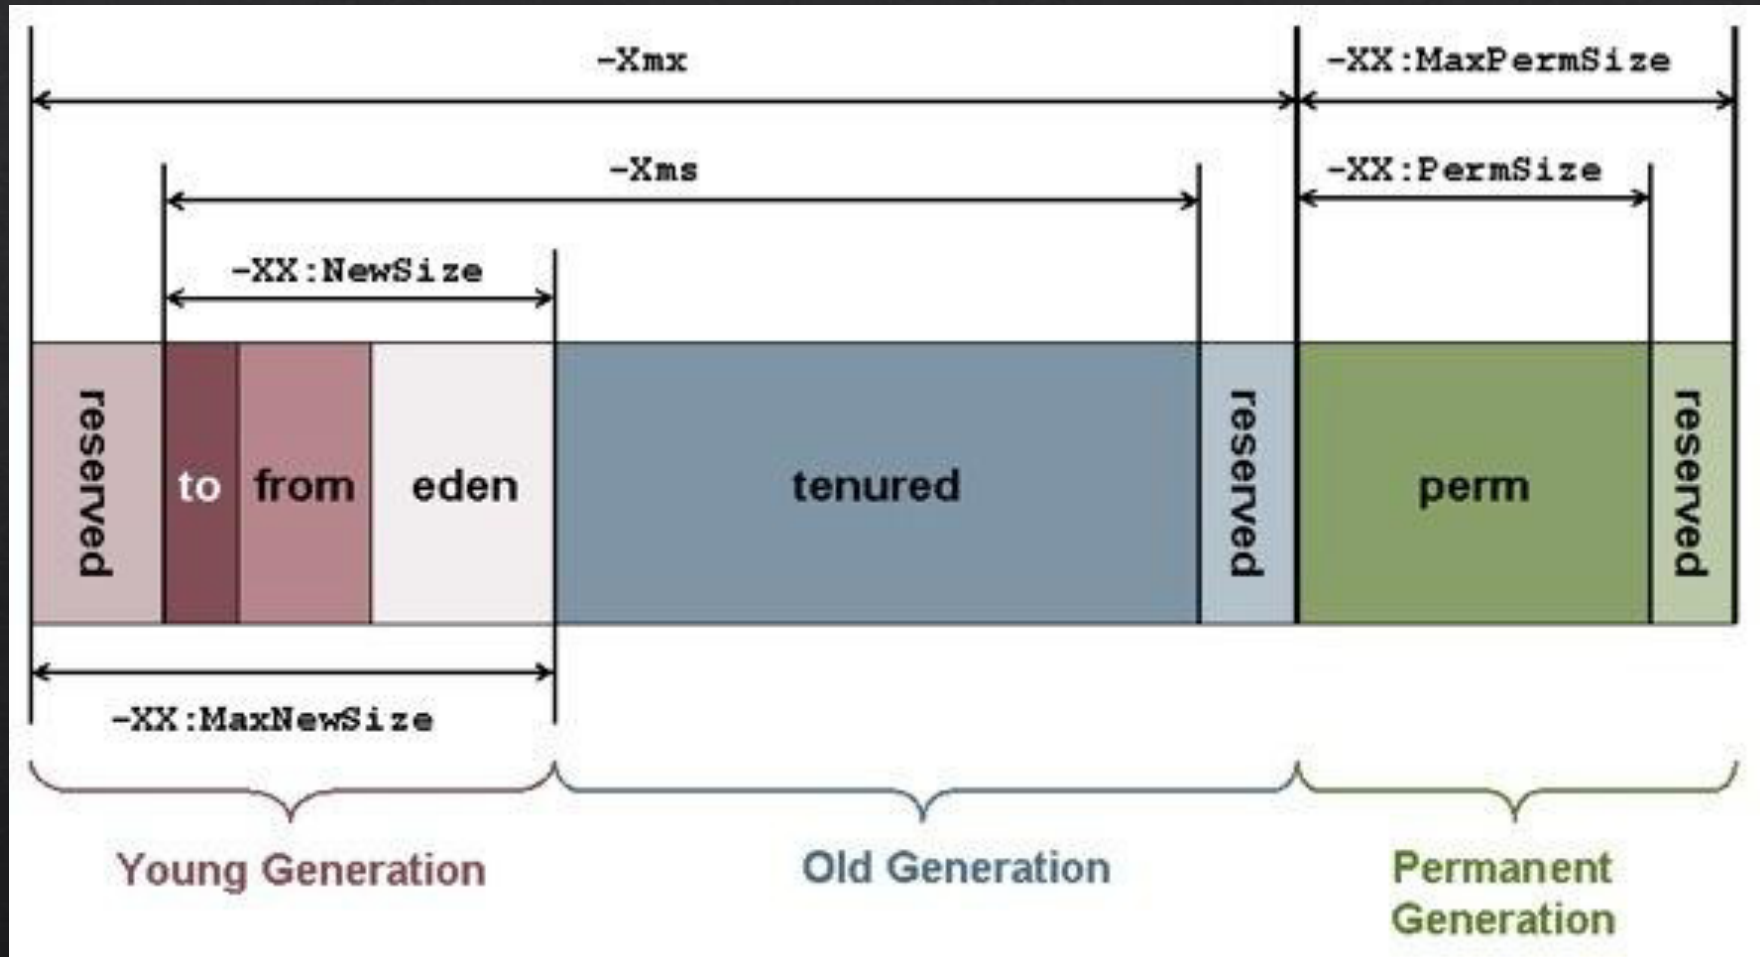 -Xmx
-XX:MaxPermSize
-Xms
-XX:PermSize
-XX:NewSize
reserved
to
from
eden
tenured
reserved
perm
reserved
-XX:MaxNewSize
Young Generation
Old Generation
Permanent
Generation